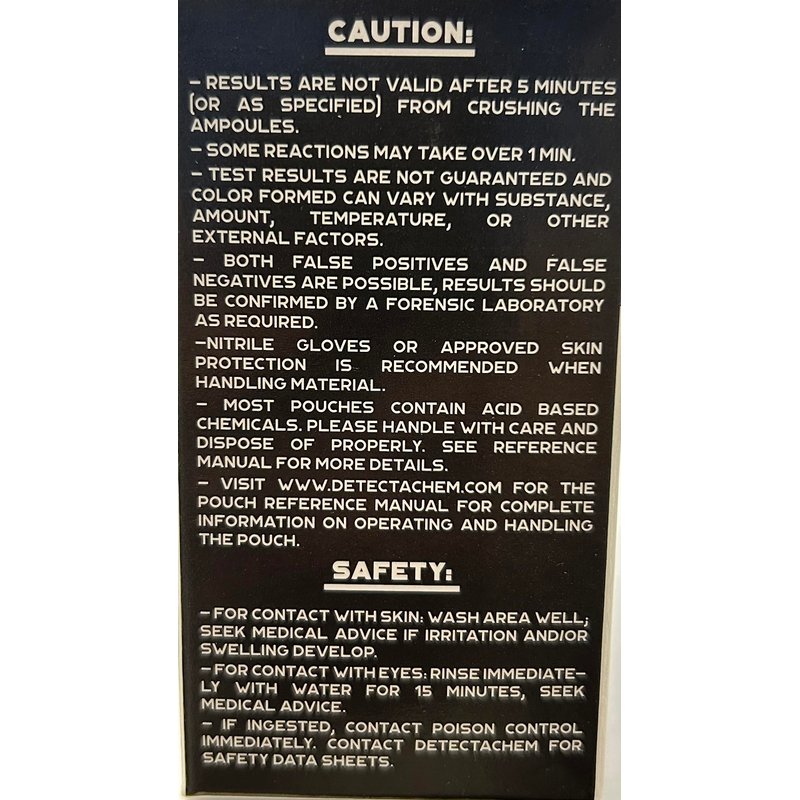 CAUTION:
– RESULTS ARE NOT VALID AFTER 5 MINUTES
(OR AS SPECIFIED) FROM CRUSHING THE
AMPOULES.
– SOME REACTIONS MAY TAKE OVER 1 MIN.
– TEST RESULTS ARE NOT GUARANTEED AND
COLOR FORMED CAN VARY WITH SUBSTANCE,
AMOUNT, TEMPERATURE, OR OTHER
EXTERNAL FACTORS.
– BOTH FALSE POSITIVES AND FALSE
NEGATIVES ARE POSSIBLE, RESULTS SHOULD
BE CONFIRMED BY A FORENSIC LABORATORY
AS REQUIRED.
–NITRILE GLOVES OR APPROVED SKIN
PROTECTION IS RECOMMENDED WHEN
HANDLING MATERIAL.
– MOST POUCHES CONTAIN ACID BASED
CHEMICALS. PLEASE HANDLE WITH CARE AND
DISPOSE OF PROPERLY. SEE REFERENCE
MANUAL FOR MORE DETAILS.
– VISIT WWW.DETECTACHEM.COM FOR THE
POUCH REFERENCE MANUAL FOR COMPLETE
INFORMATION ON OPERATING AND HANDLING
THE POUCH.
SAFETY:
– FOR CONTACT WITH SKIN: WASH AREA WELL;
SEEK MEDICAL ADVICE IF IRRITATION AND/OR
SWELLING DEVELOP.
– FOR CONTACT WITH EYES: RINSE IMMEDIATE–
LY WITH WATER FOR 15 MINUTES, SEEK
MEDICAL ADVICE.
– IF INGESTED, CONTACT POISON CONTROL
IMMEDIATELY. CONTACT DETECTACHEM FOR
SAFETY DATA SHEETS.